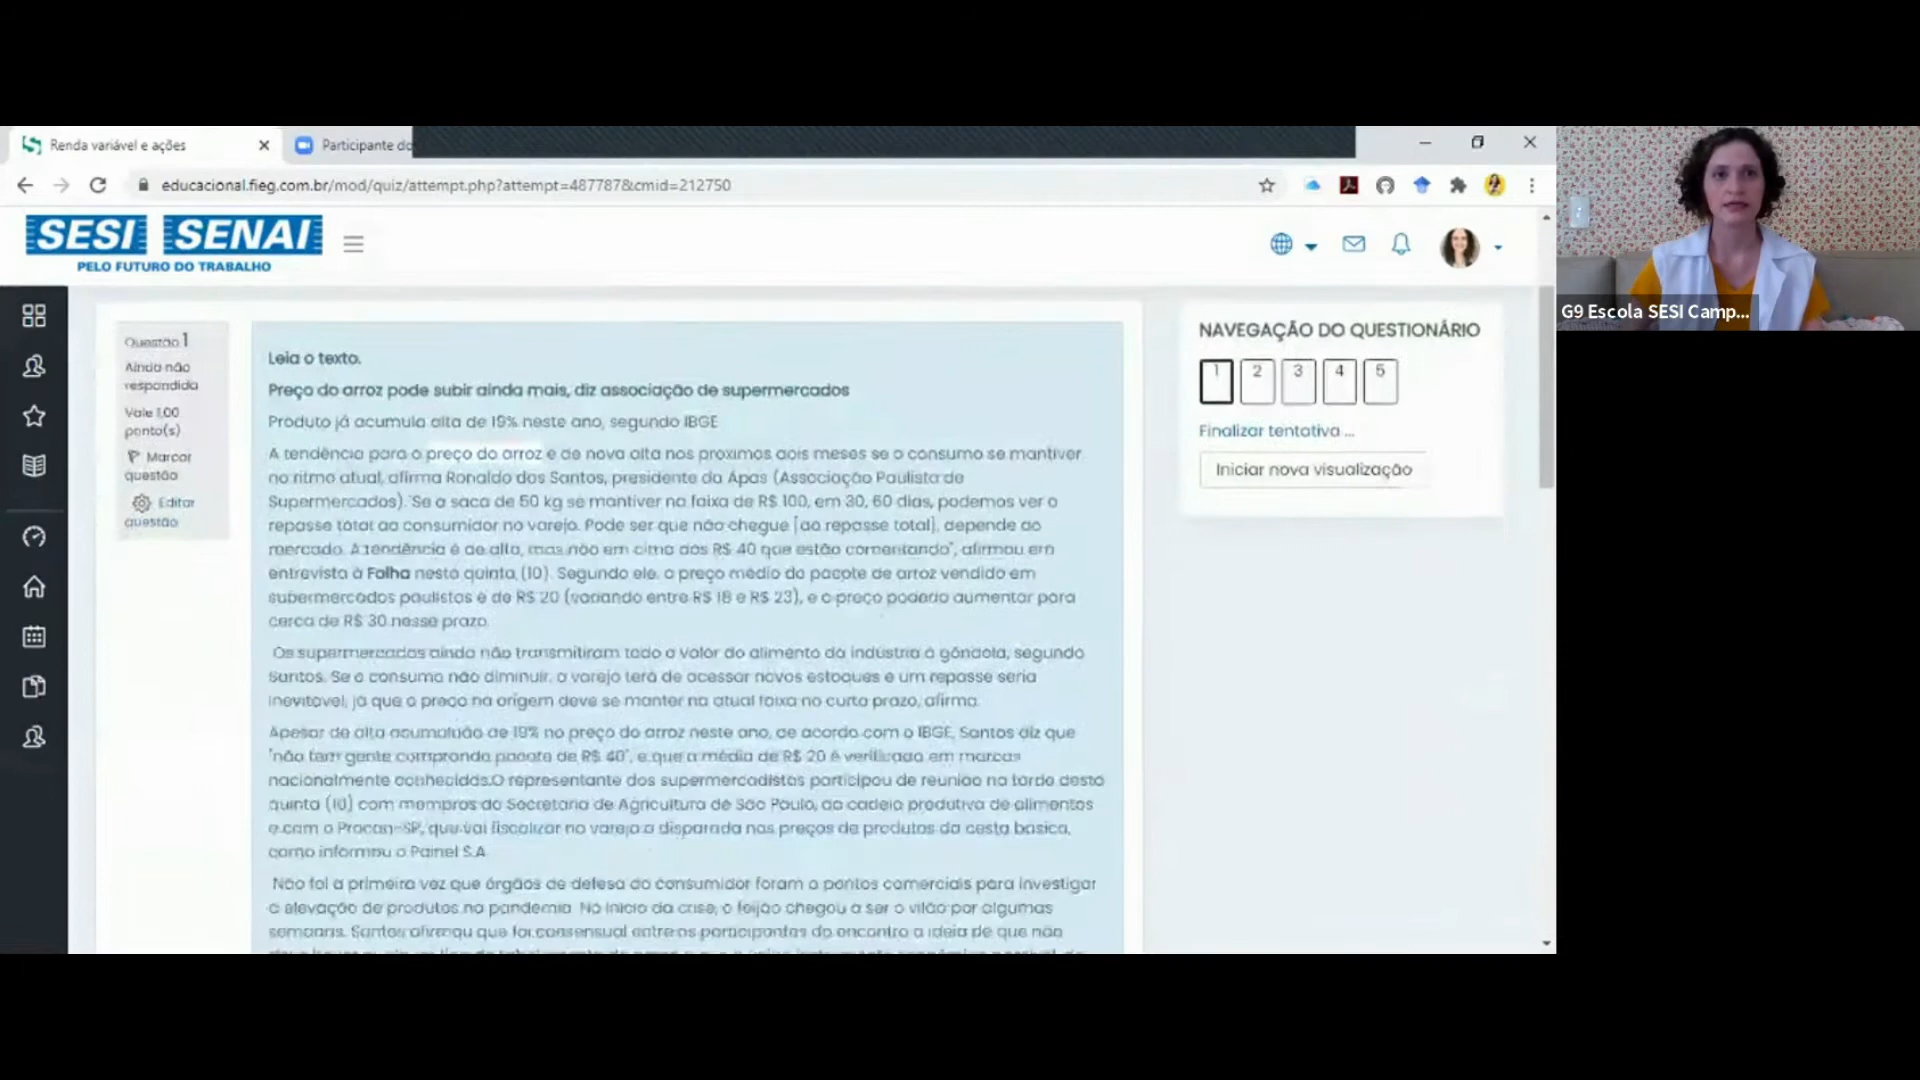 Renda variável e ações
Participante do
educacional.fieg.com.br/mod/quiz/attempt.php?attempt=487787&cmid=212750
SESI SENAI
PELO FUTURO DO TRABALHO
G9 Escola SESI Camp...
Questão 1
Ainda não
respondida
Vale 1,00
ponto(s)
Marcar
questão
Editar
questão
Leia o texto.
Preço do arroz pode subir ainda mais, diz associação de supermercados
Produto já acumula alta de 19% neste ano, segundo IBGE
A tendência para o preço do arroz é de nova alta nos próximos dois meses se o consumo se mantiver
no ritmo atual, afirma Ronaldo dos Santos, presidente da Apas (Associação Paulista de
Supermercados). "Se a saca de 50 kg se mantiver na faixa de R$ 100, em 30, 60 dias, podemos ver o
repasse total ao consumidor no varejo. Pode ser que não chegue [ao repasse total], depende do
mercado. A tendência é de alta, mas não em cima dos R$ 40 que estão comentando", afirmou em
entrevista à Folha nesta quinta (10). Segundo ele, o preço médio do pacote de arroz vendido em
supermercados paulistas é de R$ 20 (variando entre R$ 18 e R$ 23), e o preço poderia aumentar para
cerca de R$ 30 nesse prazo.
Os supermercados ainda não transmitiram todo o valor do alimento da indústria à gôndola, segundo
Santos. Se o consumo não diminuir, o varejo terá de acessar novos estoques e um repasse seria
inevitável, já que o preço na origem deve se manter na atual faixa no curto prazo, afirma.
Apesar de alta acumulada de 19% no preço do arroz neste ano, de acordo com o IBGE, Santos diz que
"não tem gente comprando pacote de R$ 40", e que a média de R$ 20 é verificada em marcas
nacionalmente conhecidas.O representante dos supermercadistas participou de reunião na tarde desta
quinta (10) com membros da Secretaria de Agricultura de São Paulo, da cadeia produtiva de alimentos
e com o Procon-SP, que vai fiscalizar no varejo a disparada nos preços de produtos da cesta básica,
como informou o Painel S.A.
Não foi a primeira vez que órgãos de defesa do consumidor foram a pontos comerciais para investigar
a elevação de produtos na pandemia. No início da crise, o feijão chegou a ser o vilão por algumas
semanas. Santos afirmou que foi consensual entre os participantes do encontro a ideia de que não
NAVEGAÇÃO DO QUESTIONÁRIO
1 2 3 4 5
Finalizar tentativa ...
Iniciar nova visualização